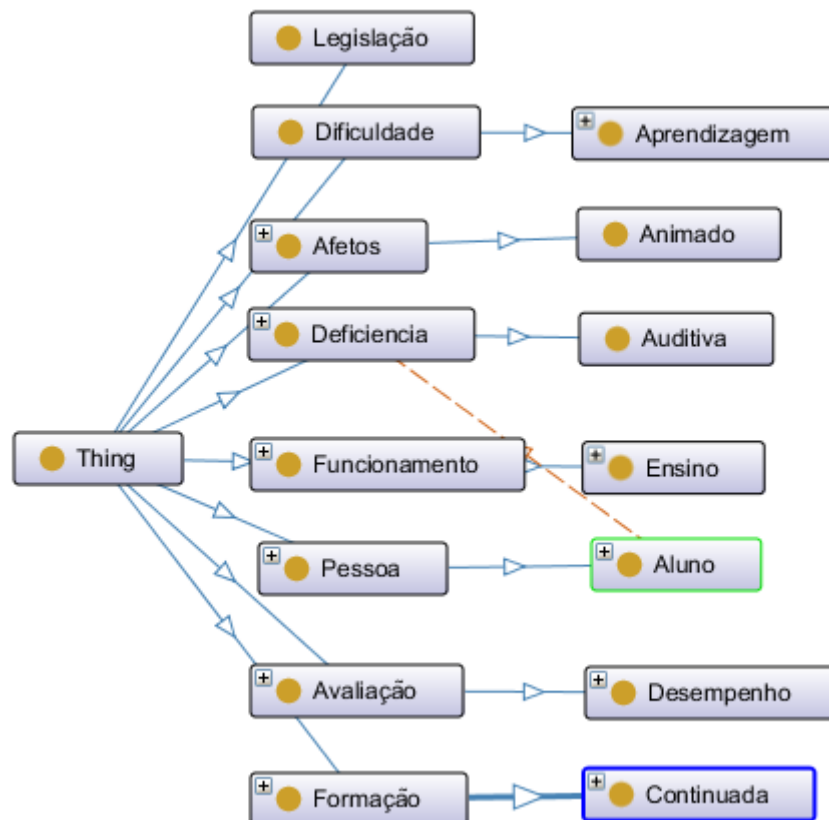 Legislação
Dificuldade
Aprendizagem
Afetos
Animado
Deficiencia
Auditiva
Thing
Funcionamento
Ensino
Pessoa
Aluno
Avaliação
Desempenho
Formação
Continuada